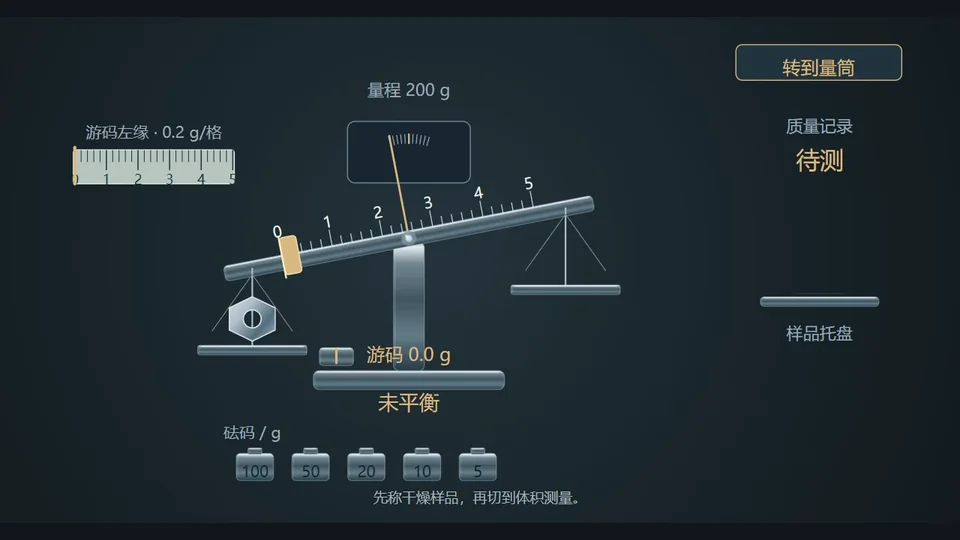 转到量筒
量程 200 g
质量记录
待测
游码左缘 · 0.2 g/格
0 1 2 3 4 5
0 1 2 3 4 5
样品托盘
游码 0.0 g
未平衡
砝码 / g
100 50 20 10 5
先称干燥样品，再切到体积测量。